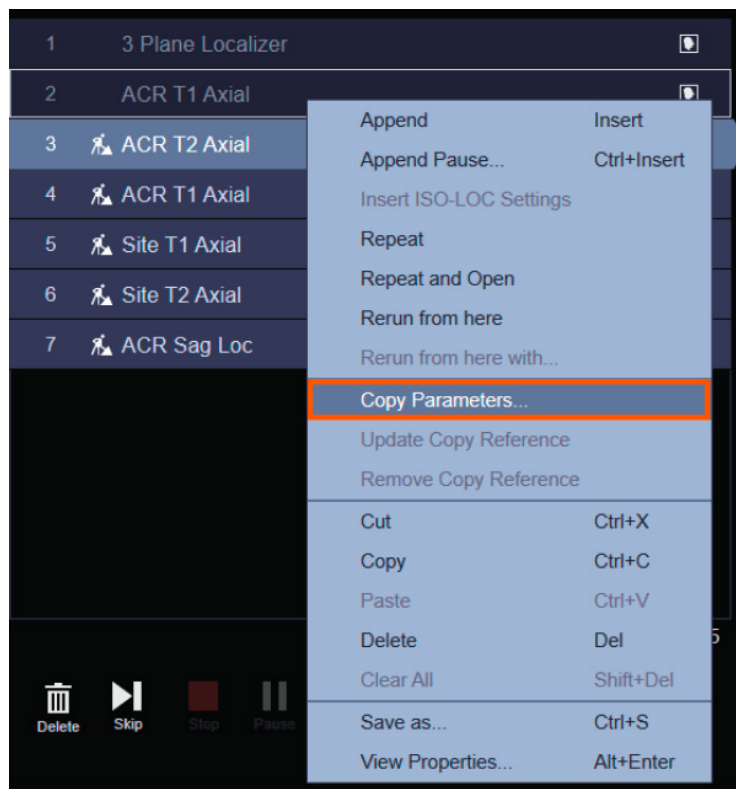 1 3 Plane Localizer
2 ACR T1 Axial
3 ACR T2 Axial
4 ACR T1 Axial
5 Site T1 Axial
6 Site T2 Axial
7 ACR Sag Loc
Append Insert
Append Pause... Ctrl+Insert
Insert ISO-LOC Settings
Repeat
Repeat and Open
Rerun from here
Rerun from here with...
Copy Parameters...
Update Copy Reference
Remove Copy Reference
Cut Ctrl+X
Copy Ctrl+C
Paste Ctrl+V
Delete Del
Clear All Shift+Del
Save as... Ctrl+S
View Properties... Alt+Enter
5
Delete Skip Stop Pause